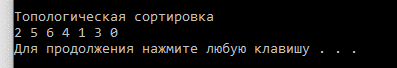 Топологическая сортировка
2 5 6 4 1 3 0
Для продолжения нажмите любую клавишу . . .